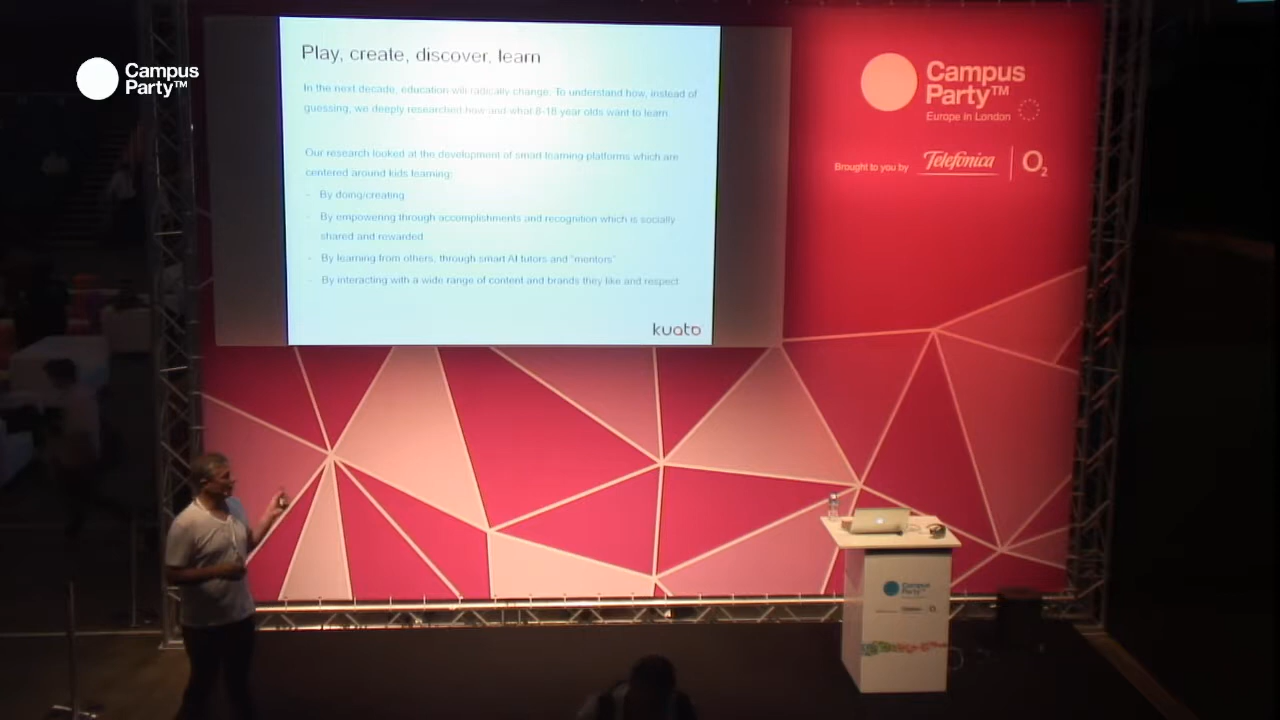 Campus
Party™
Play, create, discover, learn
In the next decade, education will radically change. To understand how, instead of
guessing, we deeply researched how and what 8-18 year olds want to learn.
Our research looked at the development of smart learning platforms which are
centered around kids learning:
- By doing/creating
- By empowering through accomplishments and recognition which is socially
shared and rewarded
- By learning from others, through smart AI tutors and "mentors"
- By interacting with a wide range of content and brands they like and respect
kuato
Campus
Party™
Europe in London
Brought to you by Telefónica | O2
Campus
Party